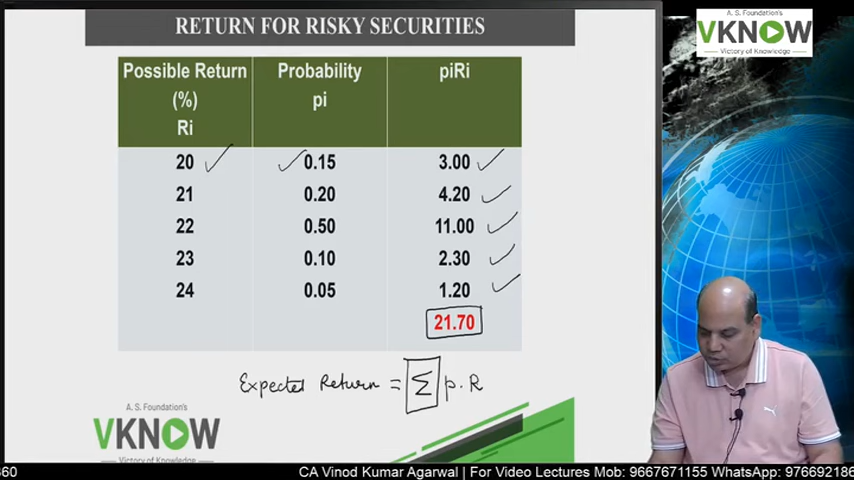 RETURN FOR RISKY SECURITIES
A. S. Foundation's
VKNOW
Victory of Knowledge
Possible Return (%) Ri
Probability pi
piRi
20 0.15 3.00
21 0.20 4.20
22 0.50 11.00
23 0.10 2.30
24 0.05 1.20
21.70
Expected Return = Σ p.R
A. S. Foundation's
VKNOW
Victory of Knowledge
360 CA Vinod Kumar Agarwal | For Video Lectures Mob: 9667671155 WhatsApp: 976692186